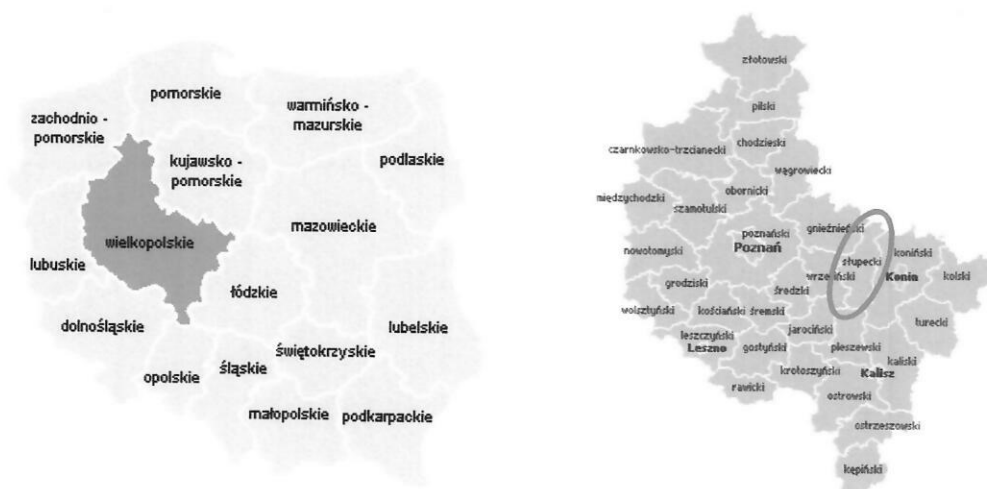 pomorskie
warmińsko -
mazurskie
zachodnio -
pomorskie
podlaskie
kujawsko -
pomorskie
mazowieckie
wielkopolskie
lubuskie
łódzkie
dolnośląskie
lubelskie
świętokrzyskie
śląskie
opolskie
małopolskie
podkarpackie
złotowski
pilski
chodzieski
czarnkowsko-trzcianecki
wągrowiecki
obornicki
międzychodzki
szamotulski
gnieźnieński
poznański
Poznań
nowotomyski
słupecki
koniński
Konin
kolski
wrzesiński
grodziski
średzki
wolsztyński
kościański
śremski
turecki
jarociński
leszczyński
Leszno
gostyński
pleszewski
kaliski
krotoszyński
Kalisz
rawicki
ostrowski
ostrzeszowski
kępiński